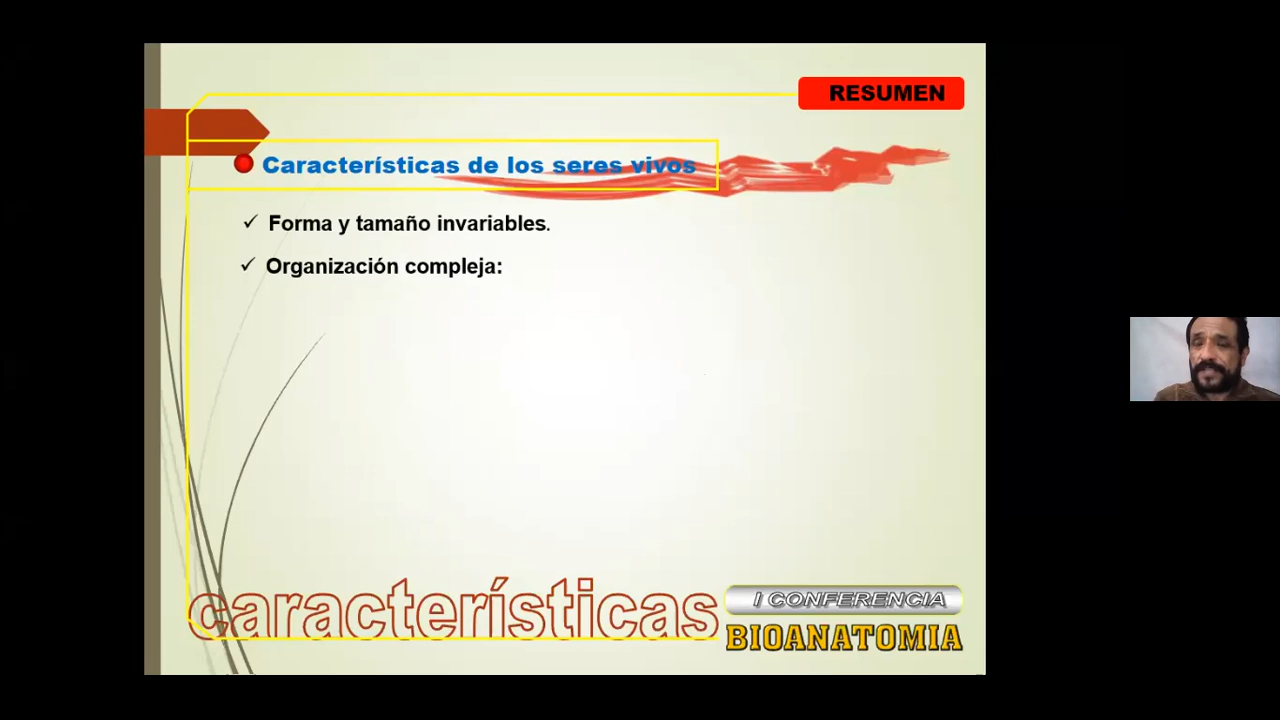 RESUMEN
Características de los seres vivos
Forma y tamaño invariables.
Organización compleja:
características
I CONFERENCIA
BIOANATOMIA